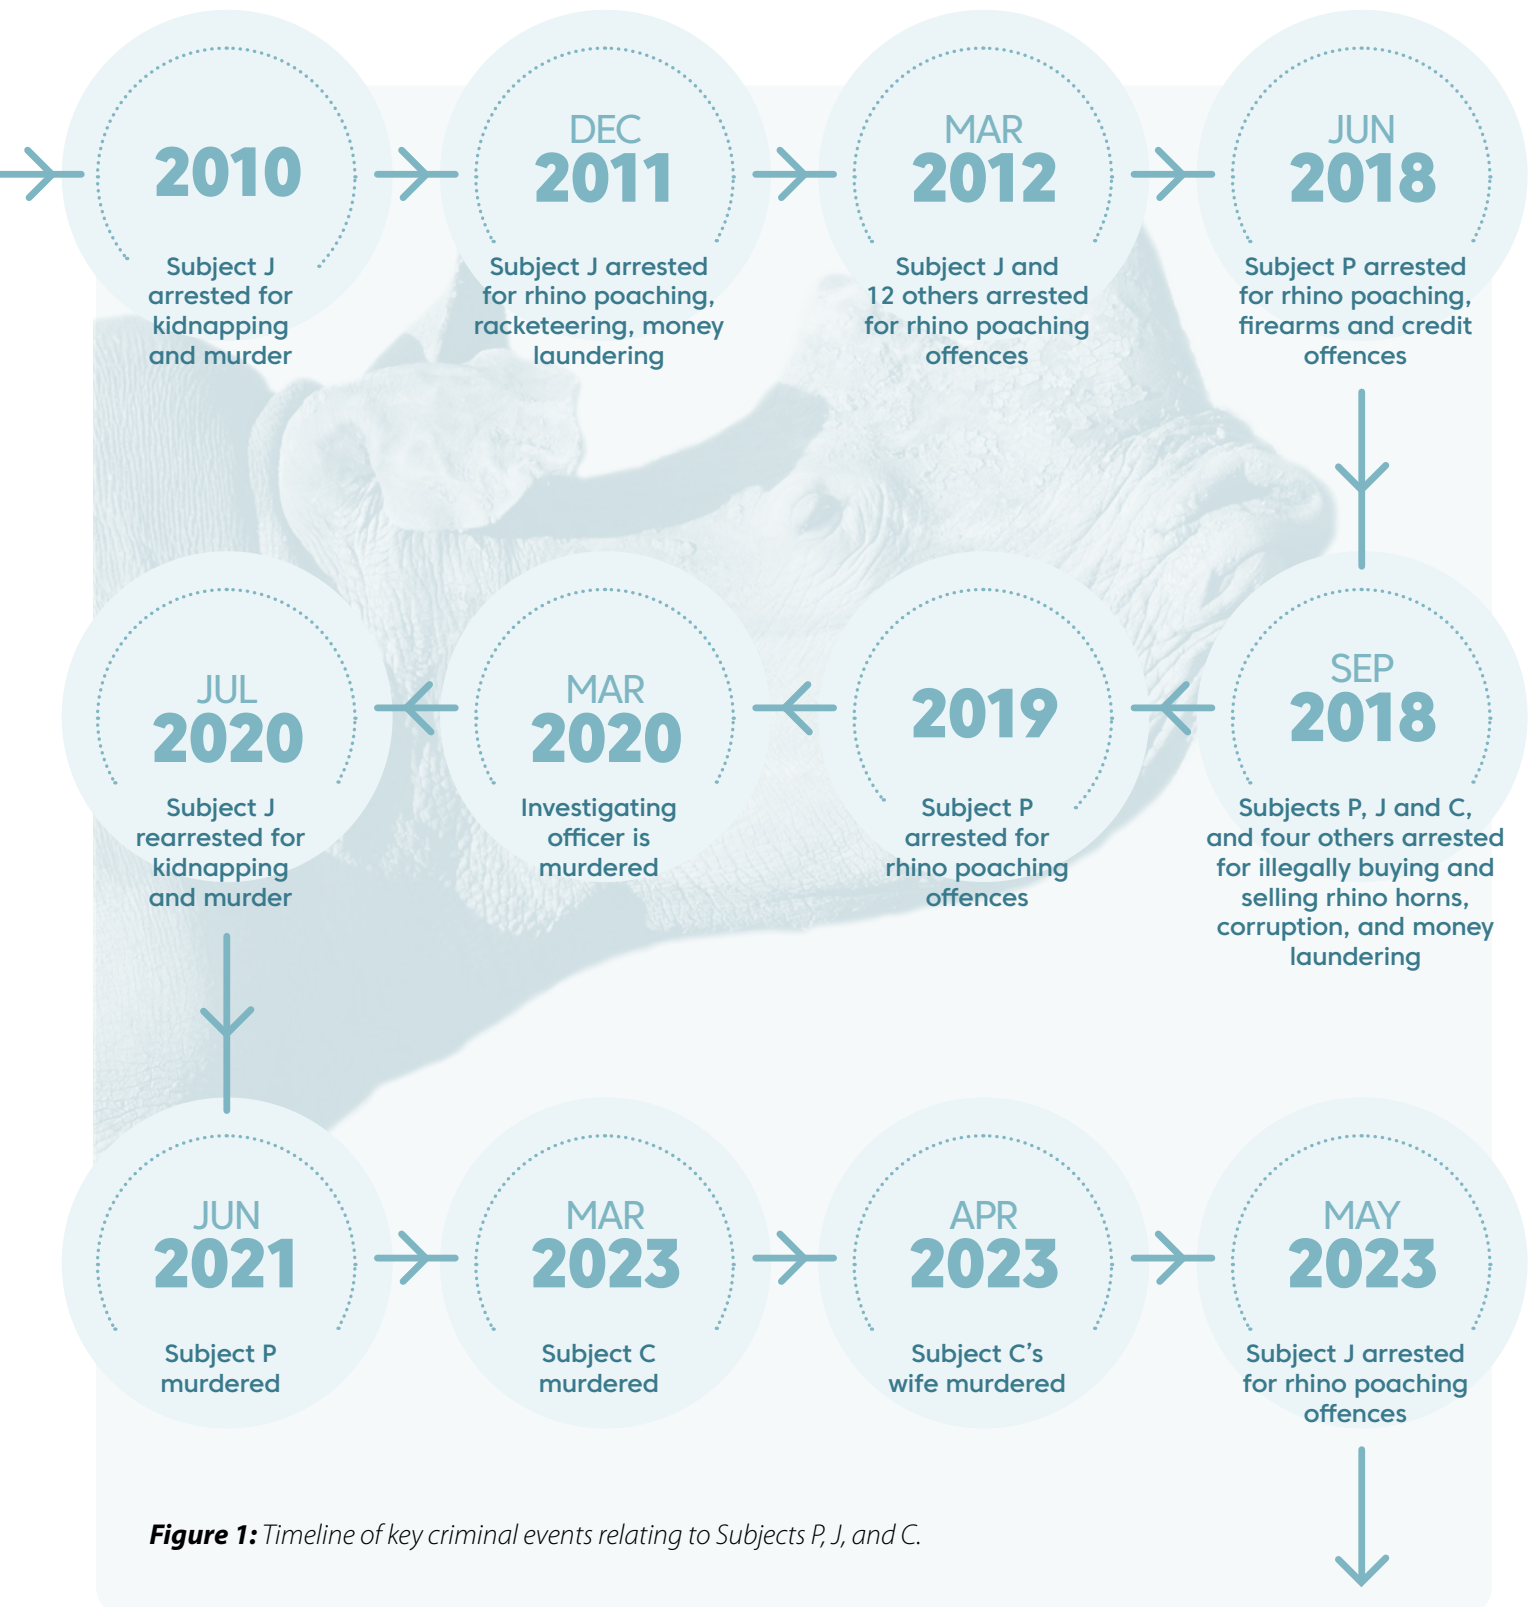 2010
Subject J
arrested for
kidnapping
and murder
DEC
2011
Subject J arrested
for rhino poaching,
racketeering, money
laundering
MAR
2012
Subject J and
12 others arrested
for rhino poaching
offences
JUN
2018
Subject P arrested
for rhino poaching,
firearms and credit
offences
SEP
2018
Subjects P, J and C,
and four others arrested
for illegally buying and
selling rhino horns,
corruption, and money
laundering
2019
Subject P
arrested for
rhino poaching
offences
MAR
2020
Investigating
officer is
murdered
JUL
2020
Subject J
rearrested for
kidnapping
and murder
JUN
2021
Subject P
murdered
MAR
2023
Subject C
murdered
APR
2023
Subject C’s
wife murdered
MAY
2023
Subject J arrested
for rhino poaching
offences
Figure 1: Timeline of key criminal events relating to Subjects P, J, and C.